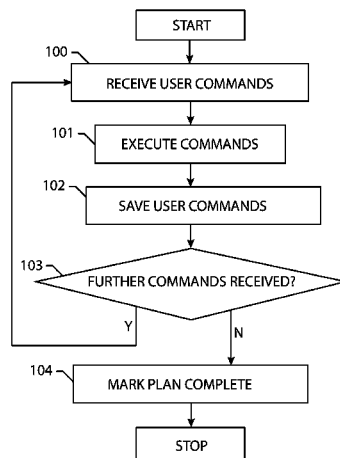 START
100
RECEIVE USER COMMANDS
101
EXECUTE COMMANDS
102
SAVE USER COMMANDS
103
FURTHER COMMANDS RECEIVED?
Y
N
104
MARK PLAN COMPLETE
STOP